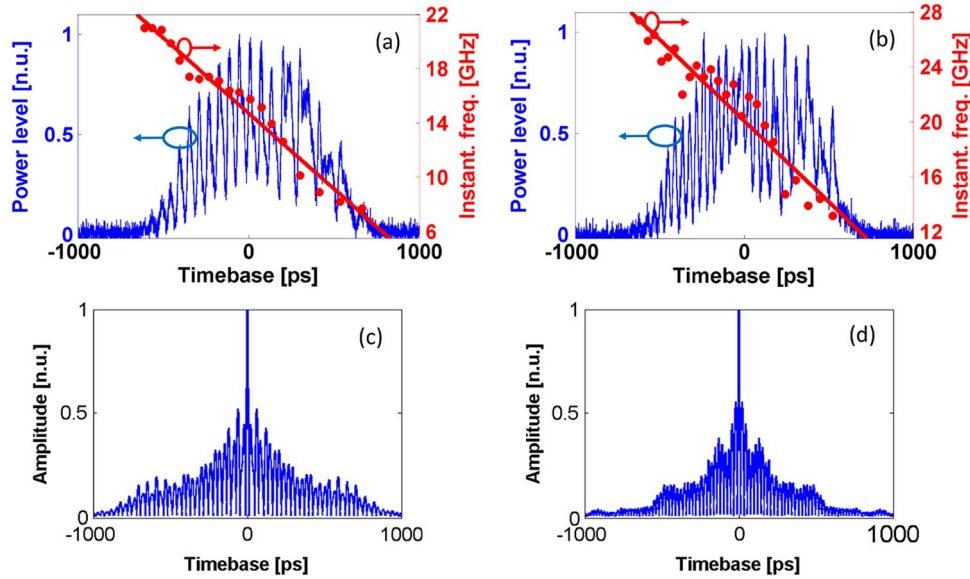 (a)
Power level [n.u.]
1
0.5
0
22
18
14
10
6
Instant. freq. [GHz]
-1000
0
1000
Timebase [ps]
(b)
Power level [n.u.]
1
0.5
0
28
24
20
16
12
Instant. freq. [GHz]
-1000
0
1000
Timebase [ps]
(c)
Amplitude [n.u.]
1
0.5
0
-1000
0
1000
Timebase [ps]
(d)
Amplitude [n.u.]
1
0.5
0
-1000
0
1000
Timebase [ps]